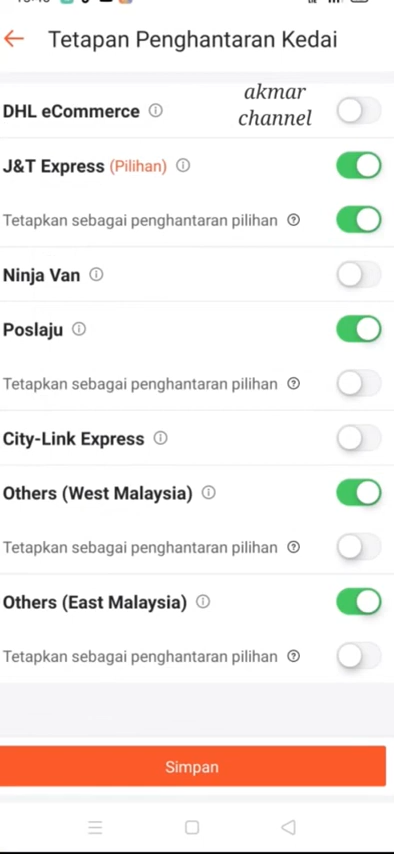 Tetapan Penghantaran Kedai
akmar
channel
DHL eCommerce
J&T Express (Pilihan)
Tetapkan sebagai penghantaran pilihan
Ninja Van
Poslaju
Tetapkan sebagai penghantaran pilihan
City-Link Express
Others (West Malaysia)
Tetapkan sebagai penghantaran pilihan
Others (East Malaysia)
Tetapkan sebagai penghantaran pilihan
Simpan